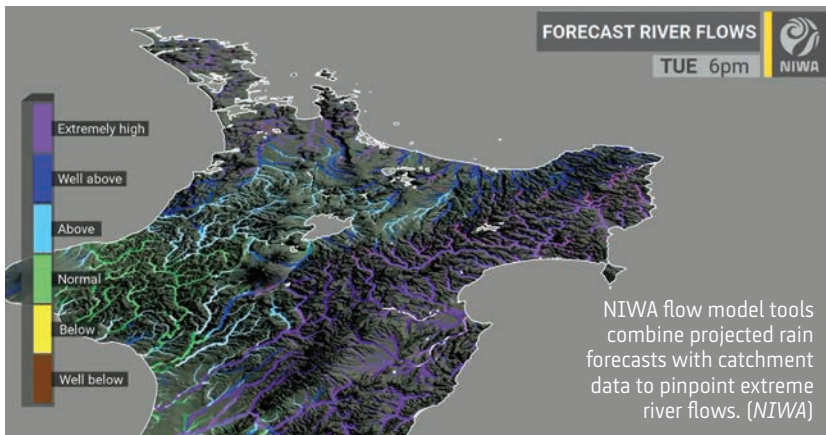 FORECAST RIVER FLOWS
TUE 6pm
NIWA
Extremely high
Well above
Above
Normal
Below
Well below
NIWA flow model tools
combine projected rain
forecasts with catchment
data to pinpoint extreme
river flows. (NIWA)